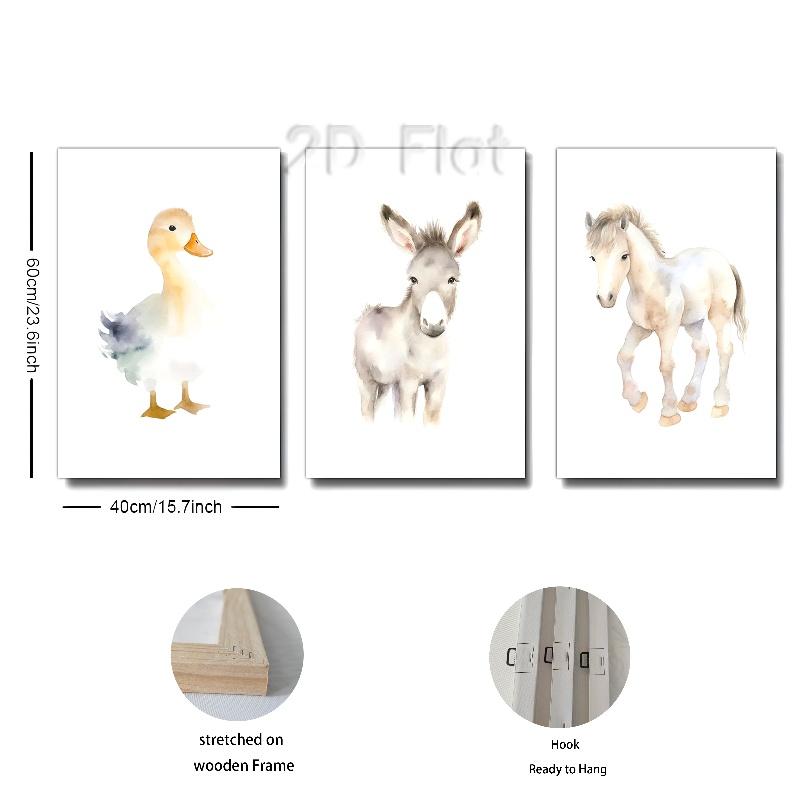 2D Flat
60cm/23.6inch
40cm/15.7inch
stretched on
wooden Frame
Hook
Ready to Hang